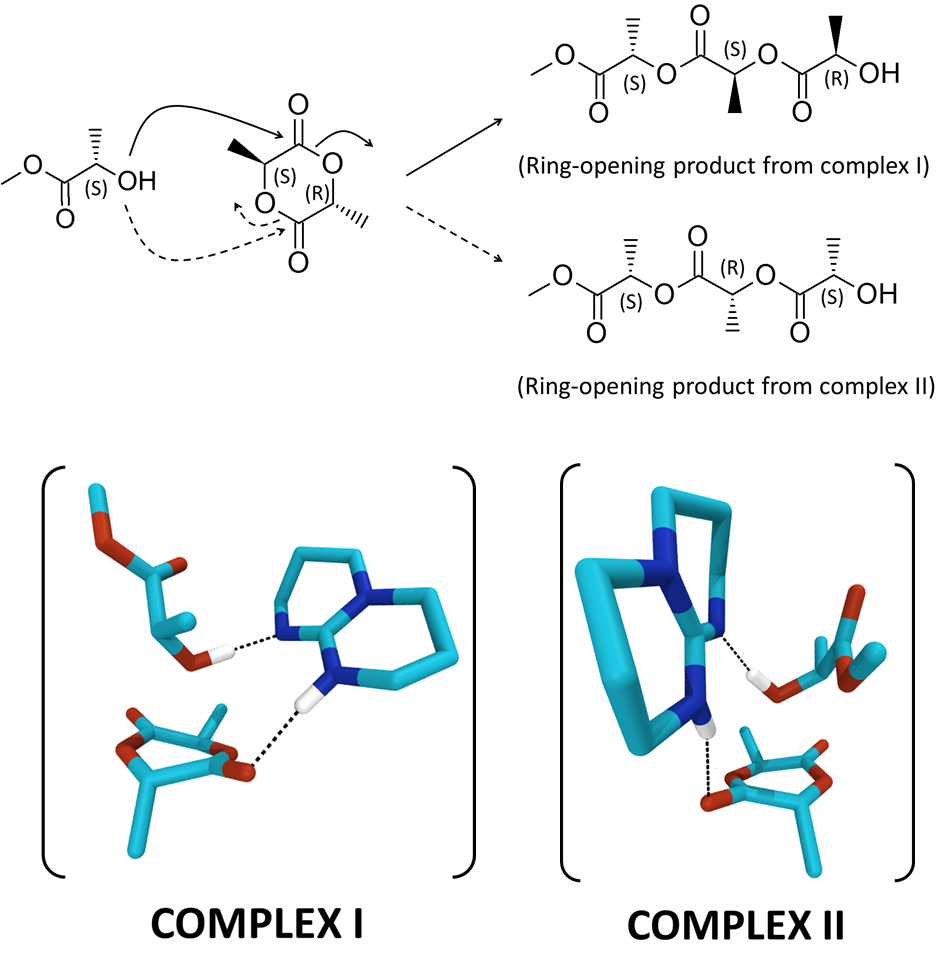 O
O
O
(S)
OH
O
(S)
O
(R)
O
O
O
O
(S)
O
O
(S)
O
O
(R)
OH
(Ring-opening product from complex I)
O
O
(S)
O
O
(R)
O
O
(S)
OH
(Ring-opening product from complex II)
COMPLEX I
COMPLEX II